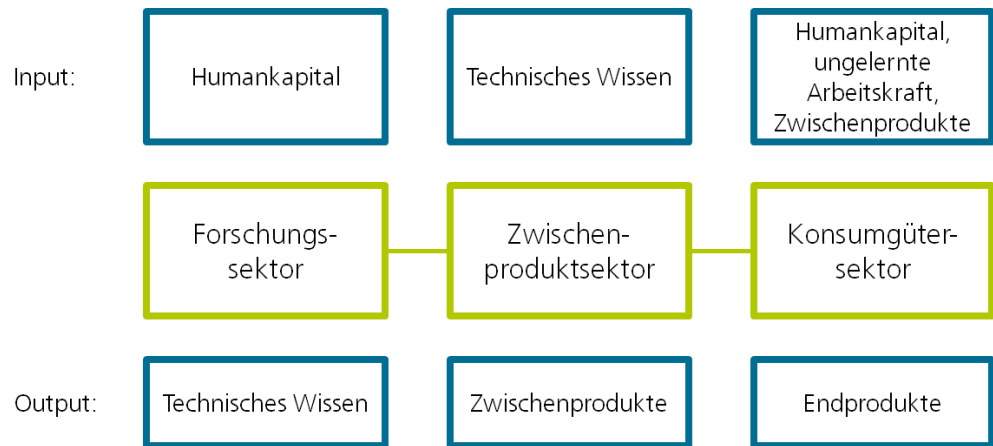 Input:
Humankapital
Technisches Wissen
Humankapital,
ungelernte
Arbeitskraft,
Zwischenprodukte
Forschungs-
sektor
Zwischen-
produktsektor
Konsumgüter-
sektor
Output:
Technisches Wissen
Zwischenprodukte
Endprodukte